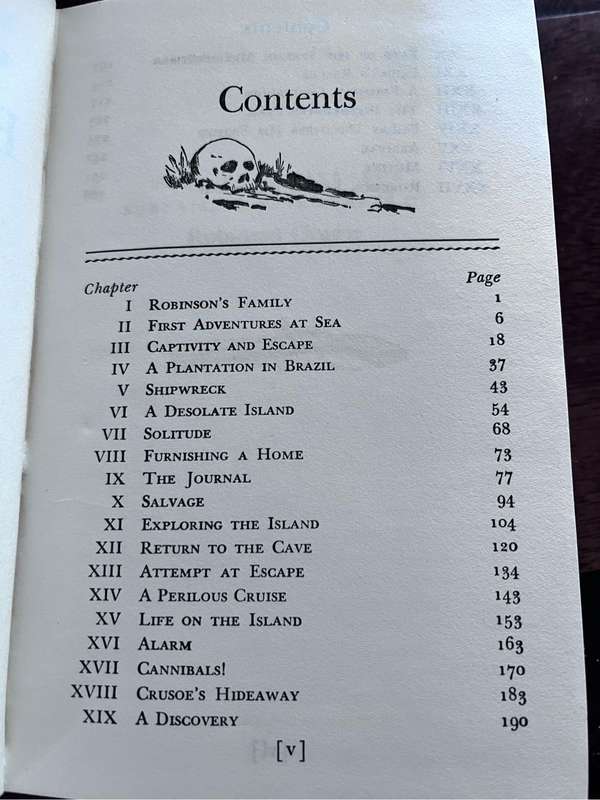 Contents
Chapter Page
I Robinson's Family 1
II First Adventures at Sea 6
III Captivity and Escape 18
IV A Plantation in Brazil 37
V Shipwreck 43
VI A Desolate Island 54
VII Solitude 68
VIII Furnishing a Home 73
IX The Journal 77
X Salvage 94
XI Exploring the Island 104
XII Return to the Cave 120
XIII Attempt at Escape 134
XIV A Perilous Cruise 143
XV Life on the Island 153
XVI Alarm 163
XVII Cannibals! 170
XVIII Crusoe's Hideaway 183
XIX A Discovery 190
[v]